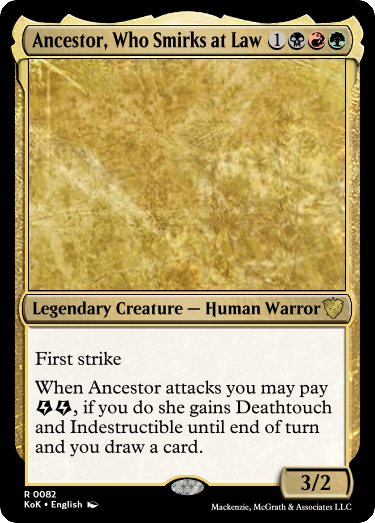 Ancestor, Who Smirks at Law 1
Legendary Creature — Human Warror
First strike
When Ancestor attacks you may pay
, if you do she gains Deathtouch
and Indestructible until end of turn
and you draw a card.
3/2
R 0082
KoK • English
Mackenzie, McGrath & Associates LLC